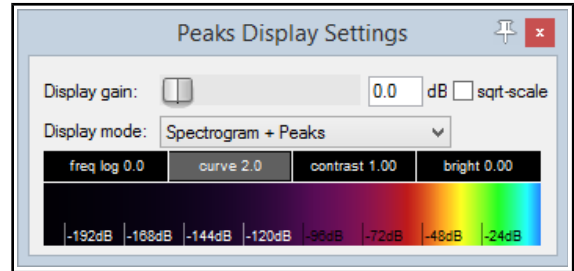 Peaks Display Settings x
Display gain: 0.0 dB sqrt-scale
Display mode: Spectrogram + Peaks
freq log 0.0 curve 2.0 contrast 1.00 bright 0.00
-192dB -168dB -144dB -120dB -96dB -72dB -48dB -24dB